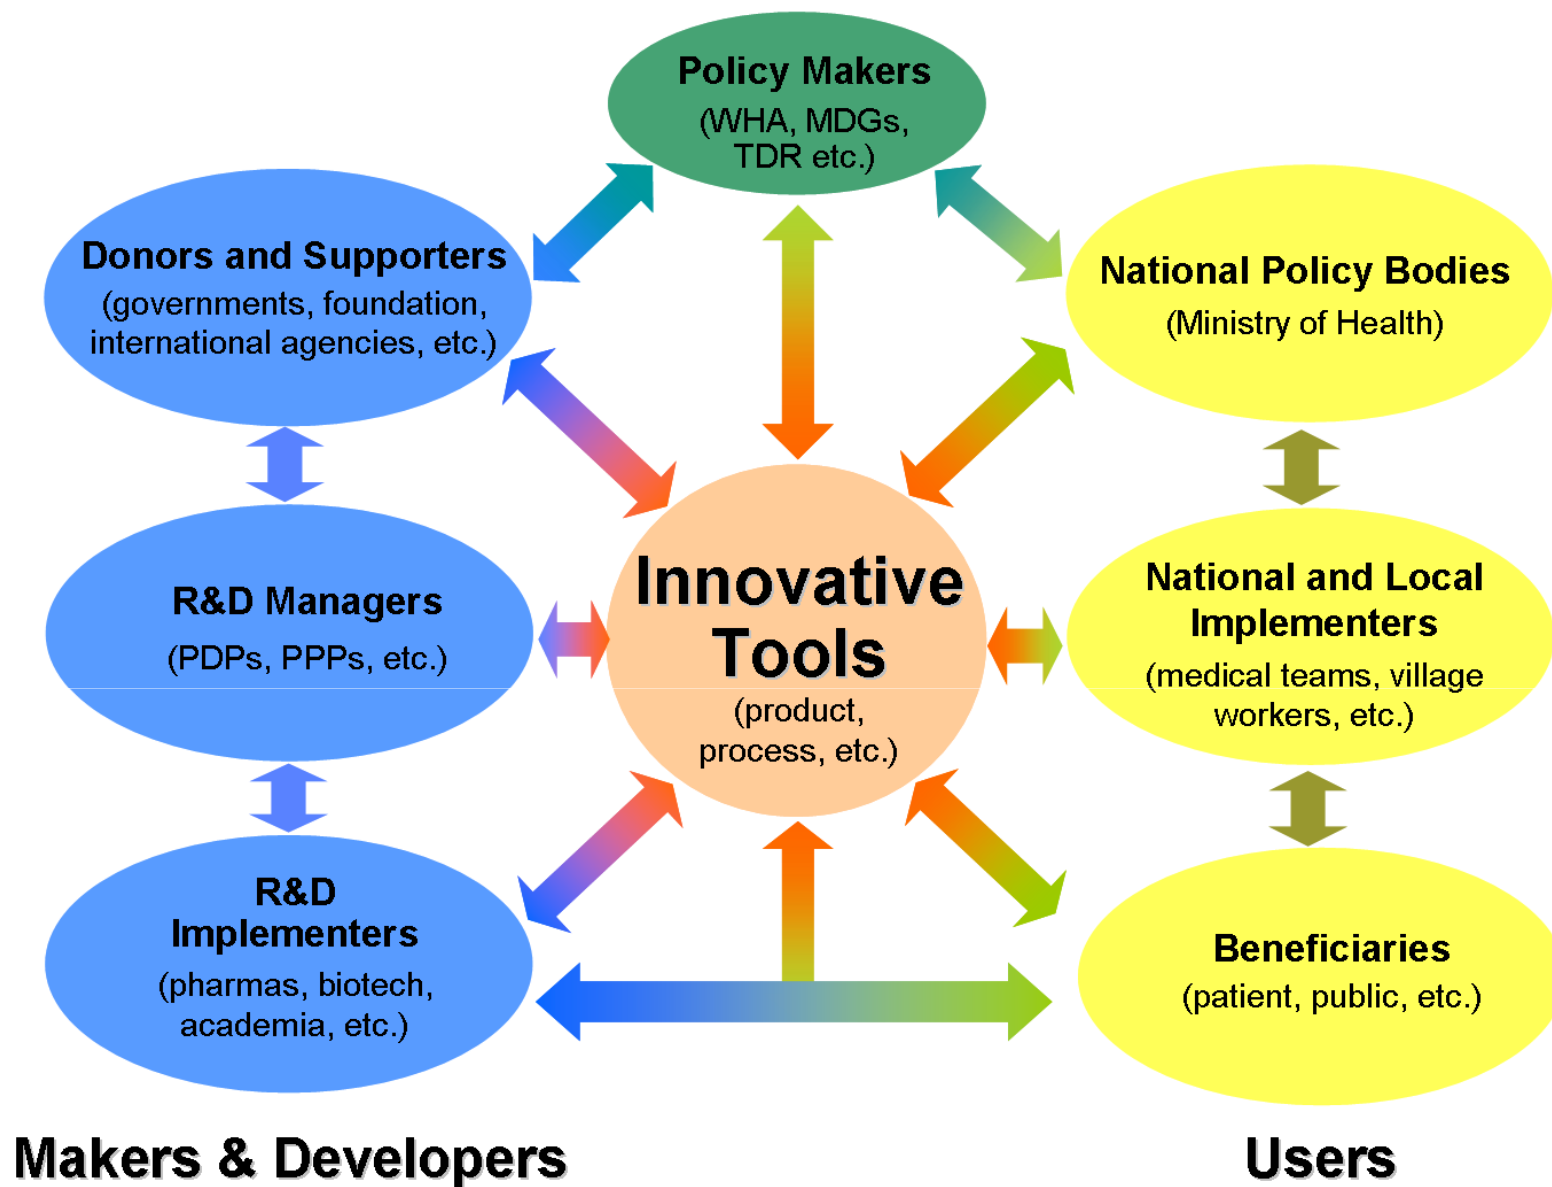 Policy Makers
(WHA, MDGs,
TDR etc.)
Donors and Supporters
(governments, foundation,
international agencies, etc.)
National Policy Bodies
(Ministry of Health)
R&D Managers
(PDPs, PPPs, etc.)
Innovative
Tools
(product,
process, etc.)
National and Local
Implementers
(medical teams, village
workers, etc.)
R&D
Implementers
(pharmas, biotech,
academia, etc.)
Beneficiaries
(patient, public, etc.)
Makers & Developers
Users